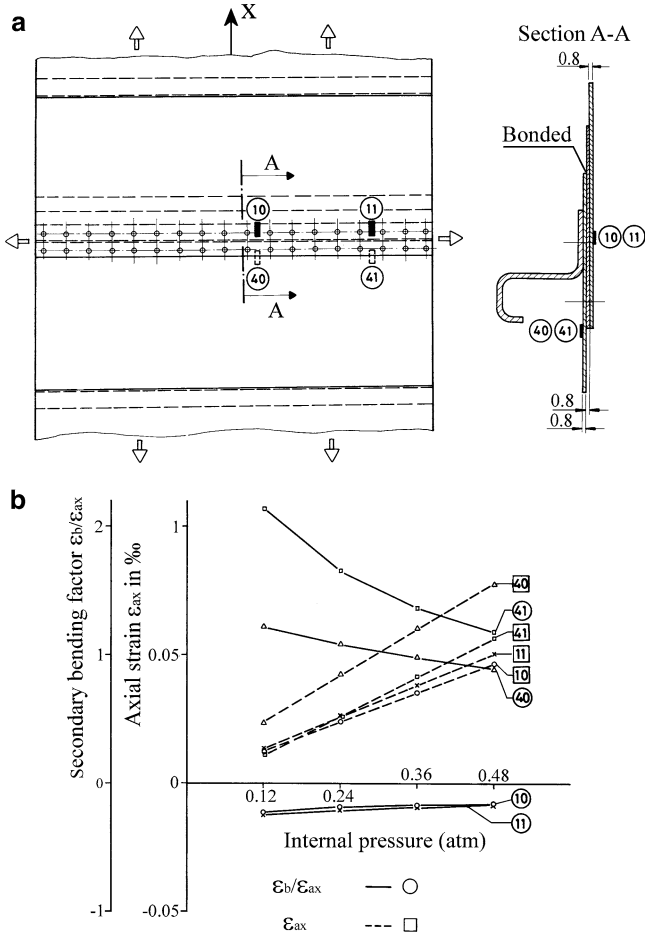 a
X
Section A-A
0.8
Bonded
A
10
11
10 11
40
41
A
40 41
0.8
0.8
b
Secondary bending factor εb/εax
Axial strain εax in ‰
2
1
0
-1
1
0.05
0
-0.05
40
41
41
11
10
40
0.12
0.24
0.36
0.48
10
11
Internal pressure (atm)
εb/εax
εax